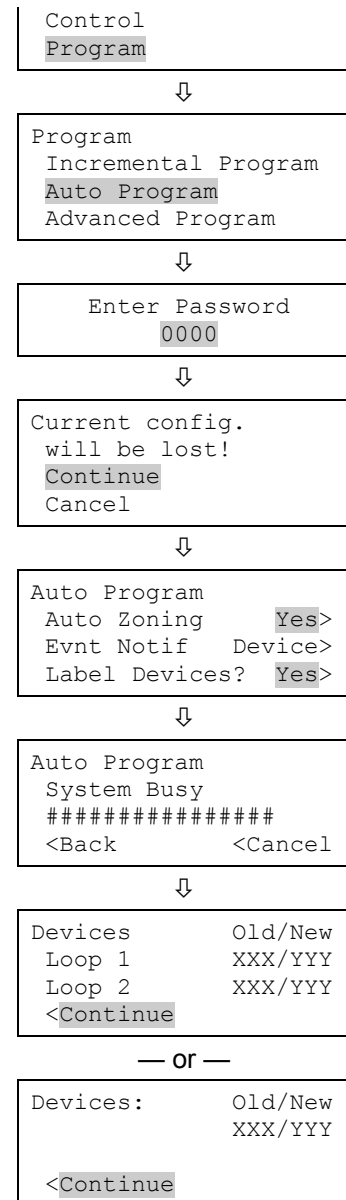 Control
Program
⇩
Program
Incremental Program
Auto Program
Advanced Program
⇩
Enter Password
0000
⇩
Current config.
will be lost!
Continue
Cancel
⇩
Auto Program
Auto Zoning Yes>
Evnt Notif Device>
Label Devices? Yes>
⇩
Auto Program
System Busy
################
<Back <Cancel
⇩
Devices Old/New
Loop 1 XXX/YYY
Loop 2 XXX/YYY
<Continue
— or —
Devices: Old/New
XXX/YYY
<Continue